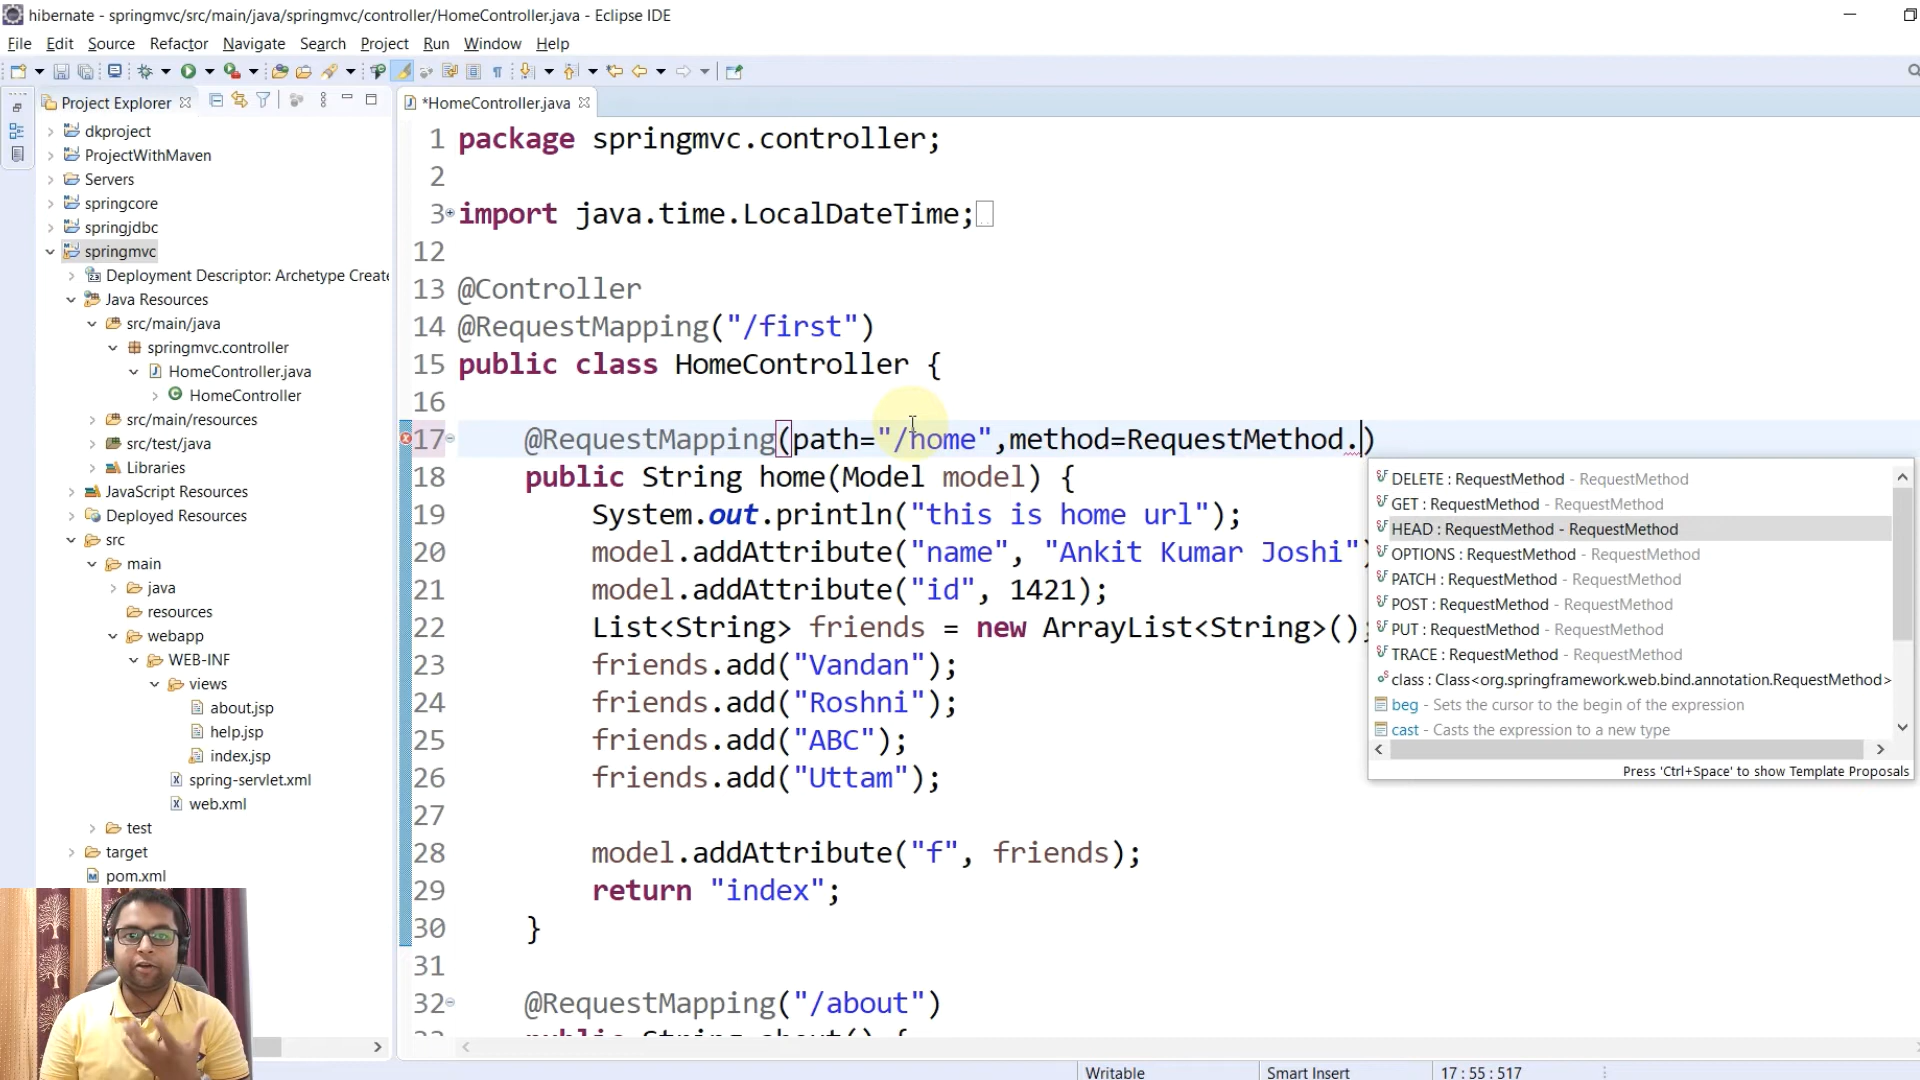 hibernate - springmvc/src/main/java/springmvc/controller/HomeController.java - Eclipse IDE
File Edit Source Refactor Navigate Search Project Run Window Help
Project Explorer
dkproject
ProjectWithMaven
Servers
springcore
springjdbc
springmvc
Deployment Descriptor: Archetype Create
Java Resources
src/main/java
springmvc.controller
HomeController.java
HomeController
src/main/resources
src/test/java
Libraries
JavaScript Resources
Deployed Resources
src
main
java
resources
webapp
WEB-INF
views
about.jsp
help.jsp
index.jsp
spring-servlet.xml
web.xml
test
target
pom.xml
*HomeController.java
1 package springmvc.controller;
2
3 import java.time.LocalDateTime;
12
13 @Controller
14 @RequestMapping("/first")
15 public class HomeController {
16
17 @RequestMapping(path="/home",method=RequestMethod.)
18 public String home(Model model) {
19 System.out.println("this is home url");
20 model.addAttribute("name", "Ankit Kumar Joshi")
21 model.addAttribute("id", 1421);
22 List<String> friends = new ArrayList<String>();
23 friends.add("Vandan");
24 friends.add("Roshni");
25 friends.add("ABC");
26 friends.add("Uttam");
27
28 model.addAttribute("f", friends);
29 return "index";
30 }
31
32 @RequestMapping("/about")
33 public String about() {
DELETE : RequestMethod - RequestMethod
GET : RequestMethod - RequestMethod
HEAD : RequestMethod - RequestMethod
OPTIONS : RequestMethod - RequestMethod
PATCH : RequestMethod - RequestMethod
POST : RequestMethod - RequestMethod
PUT : RequestMethod - RequestMethod
TRACE : RequestMethod - RequestMethod
class : Class<org.springframework.web.bind.annotation.RequestMethod>
beg - Sets the cursor to the begin of the expression
cast - Casts the expression to a new type
Press 'Ctrl+Space' to show Template Proposals
Writable
Smart Insert
17 : 55 : 517